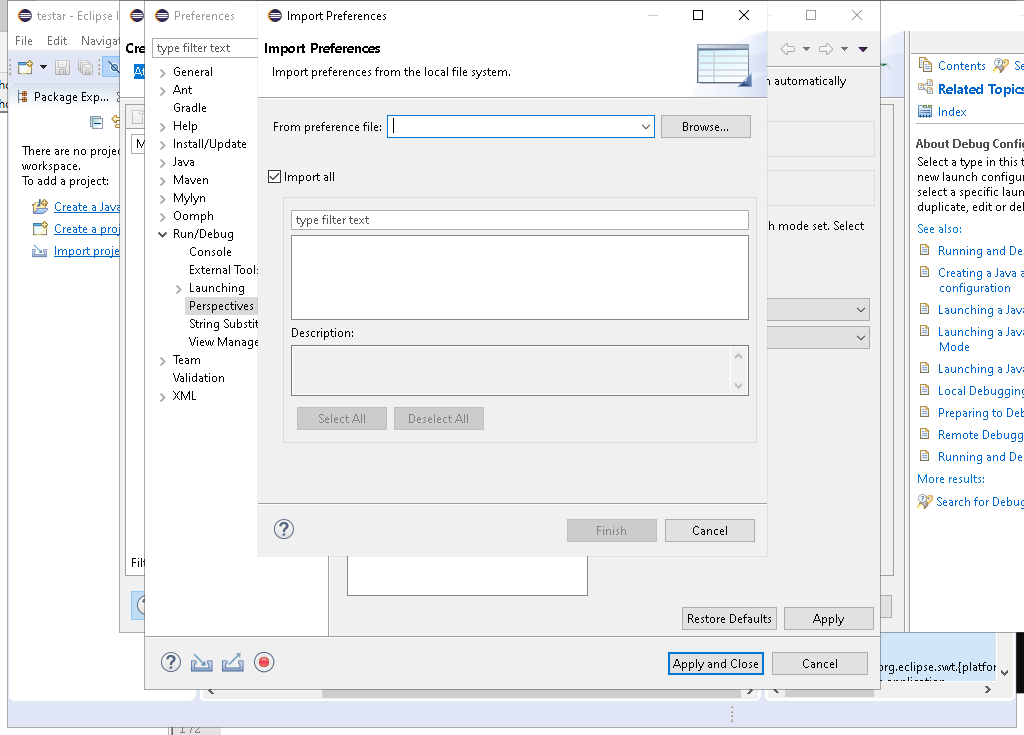 testar - Eclipse I
File Edit Navigat
Package Exp...
There are no projec
workspace.
To add a project:
Create a Java
Create a proj
Import proje
Cre
Preferences
type filter text
General
Ant
Gradle
Help
Install/Update
Java
Maven
Mylyn
Oomph
Run/Debug
Console
External Tools
Launching
Perspectives
String Substit
View Manage
Team
Validation
XML
Import Preferences
Import Preferences
Import preferences from the local file system.
From preference file:
Browse...
Import all
type filter text
Description:
Select All Deselect All
Finish Cancel
n automatically
h mode set. Select
Restore Defaults Apply
Apply and Close Cancel
Contents Se
Related Topics
Index
About Debug Config
Select a type in this t
new launch configur
select a specific laun
duplicate, edit or del
See also:
Running and De
Creating a Java a
configuration
Launching a Java
Launching a Java
Mode
Launching a Java
Local Debugging
Preparing to Deb
Remote Debugg
Running and De
More results:
Search for Debug
org.eclipse.swt.{platfor
application
Filt
172